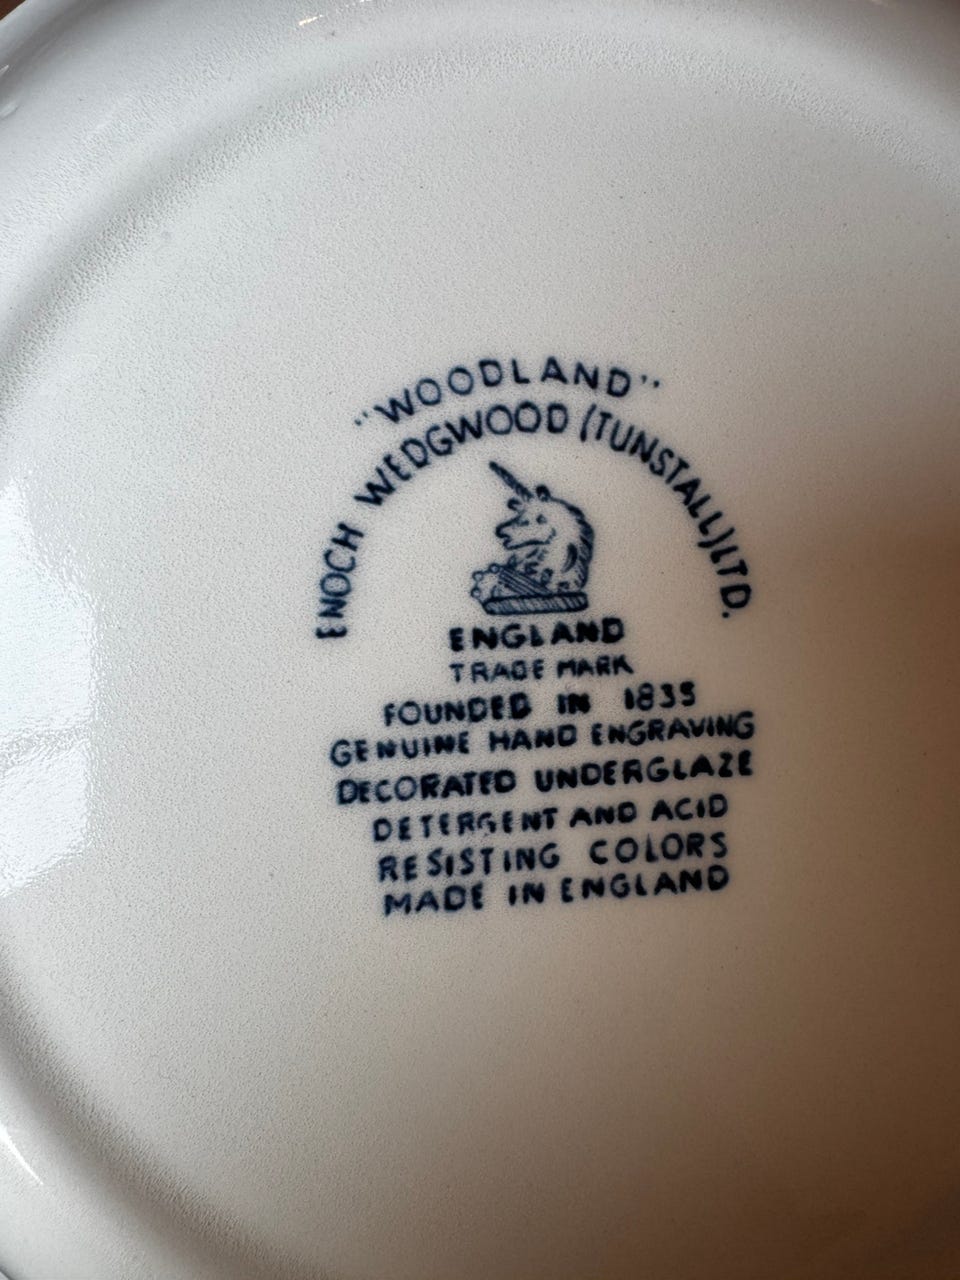 "WOODLAND"
ENOCH WEDGWOOD (TUNSTALL) LTD.
ENGLAND
TRADE MARK
FOUNDED IN 1835
GENUINE HAND ENGRAVING
DECORATED UNDERGLAZE
DETERGENT AND ACID
RESISTING COLORS
MADE IN ENGLAND